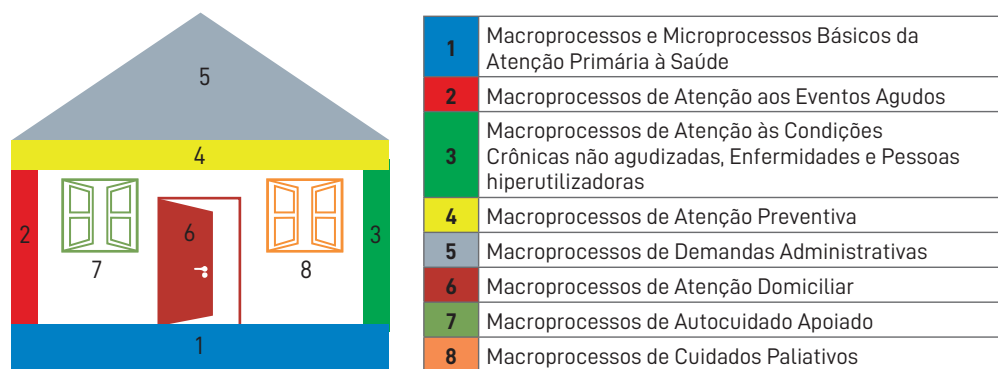 5
4
2
6
3
7
8
1
1
Macroprocessos e Microprocessos Básicos da
Atenção Primária à Saúde
2
Macroprocessos de Atenção aos Eventos Agudos
3
Macroprocessos de Atenção às Condições
Crônicas não agudizadas, Enfermidades e Pessoas
hiperutilizadoras
4
Macroprocessos de Atenção Preventiva
5
Macroprocessos de Demandas Administrativas
6
Macroprocessos de Atenção Domiciliar
7
Macroprocessos de Autocuidado Apoiado
8
Macroprocessos de Cuidados Paliativos